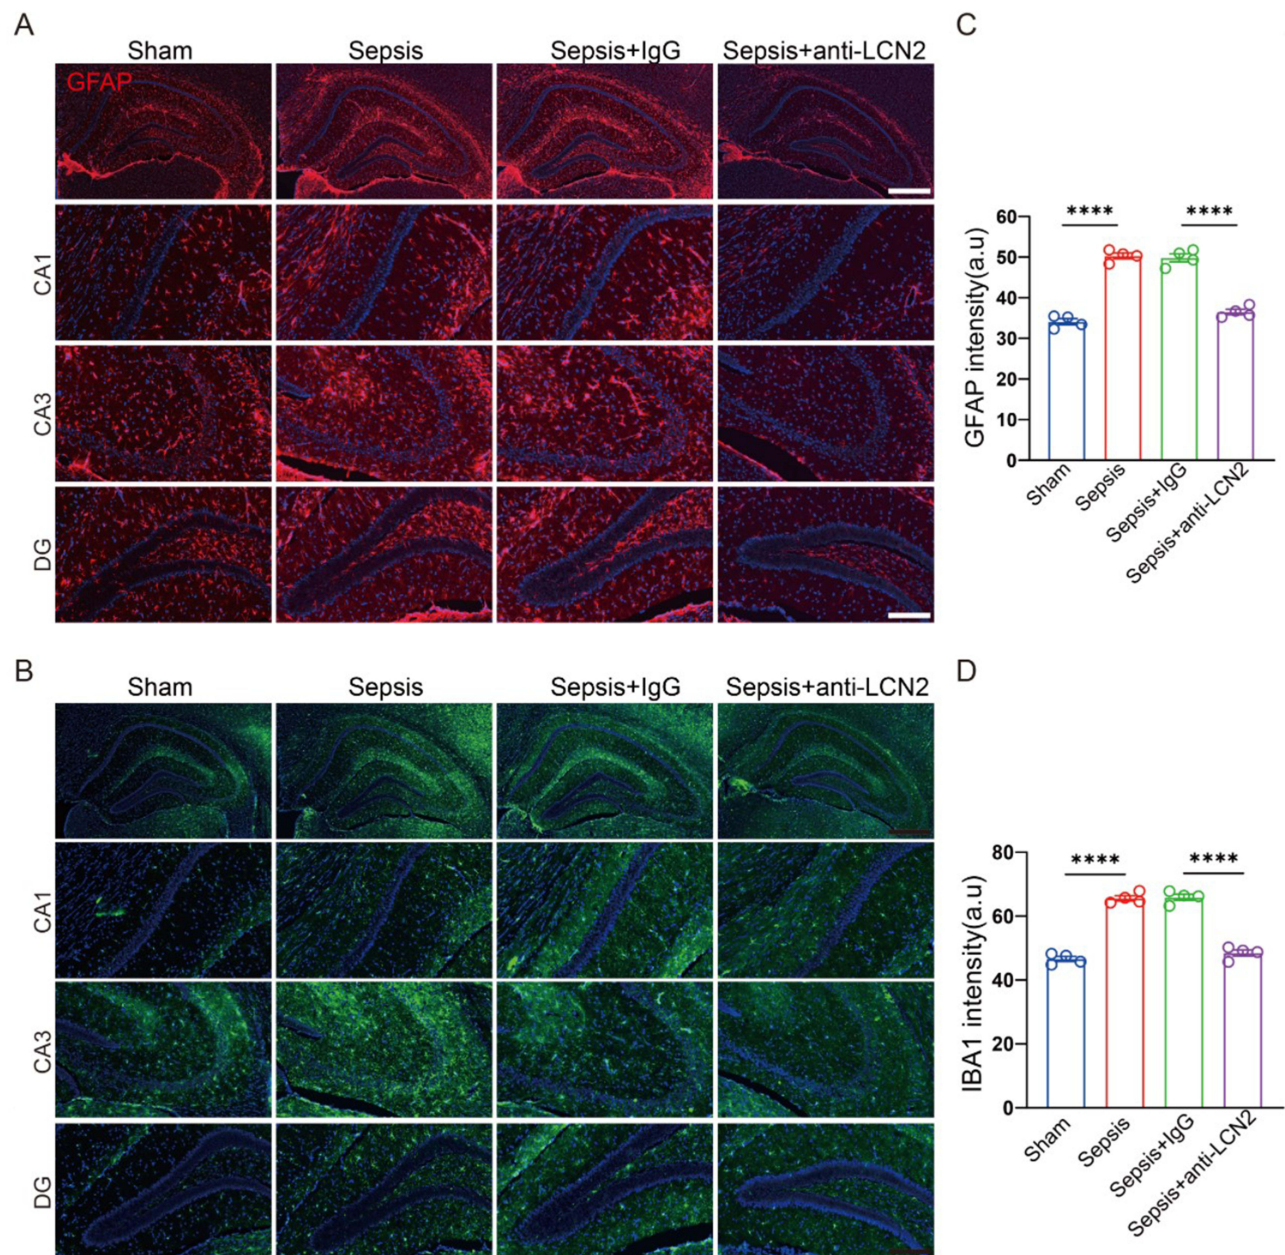 A
Sham
Sepsis
Sepsis+IgG
Sepsis+anti-LCN2
GFAP
CA1
CA3
DG
C
GFAP intensity(a.u)
60
50
40
30
20
10
0
****
****
Sham
Sepsis
Sepsis+IgG
Sepsis+anti-LCN2
B
Sham
Sepsis
Sepsis+IgG
Sepsis+anti-LCN2
CA1
CA3
DG
D
IBA1 intensity(a.u)
80
60
40
20
0
****
****
Sham
Sepsis
Sepsis+IgG
Sepsis+anti-LCN2